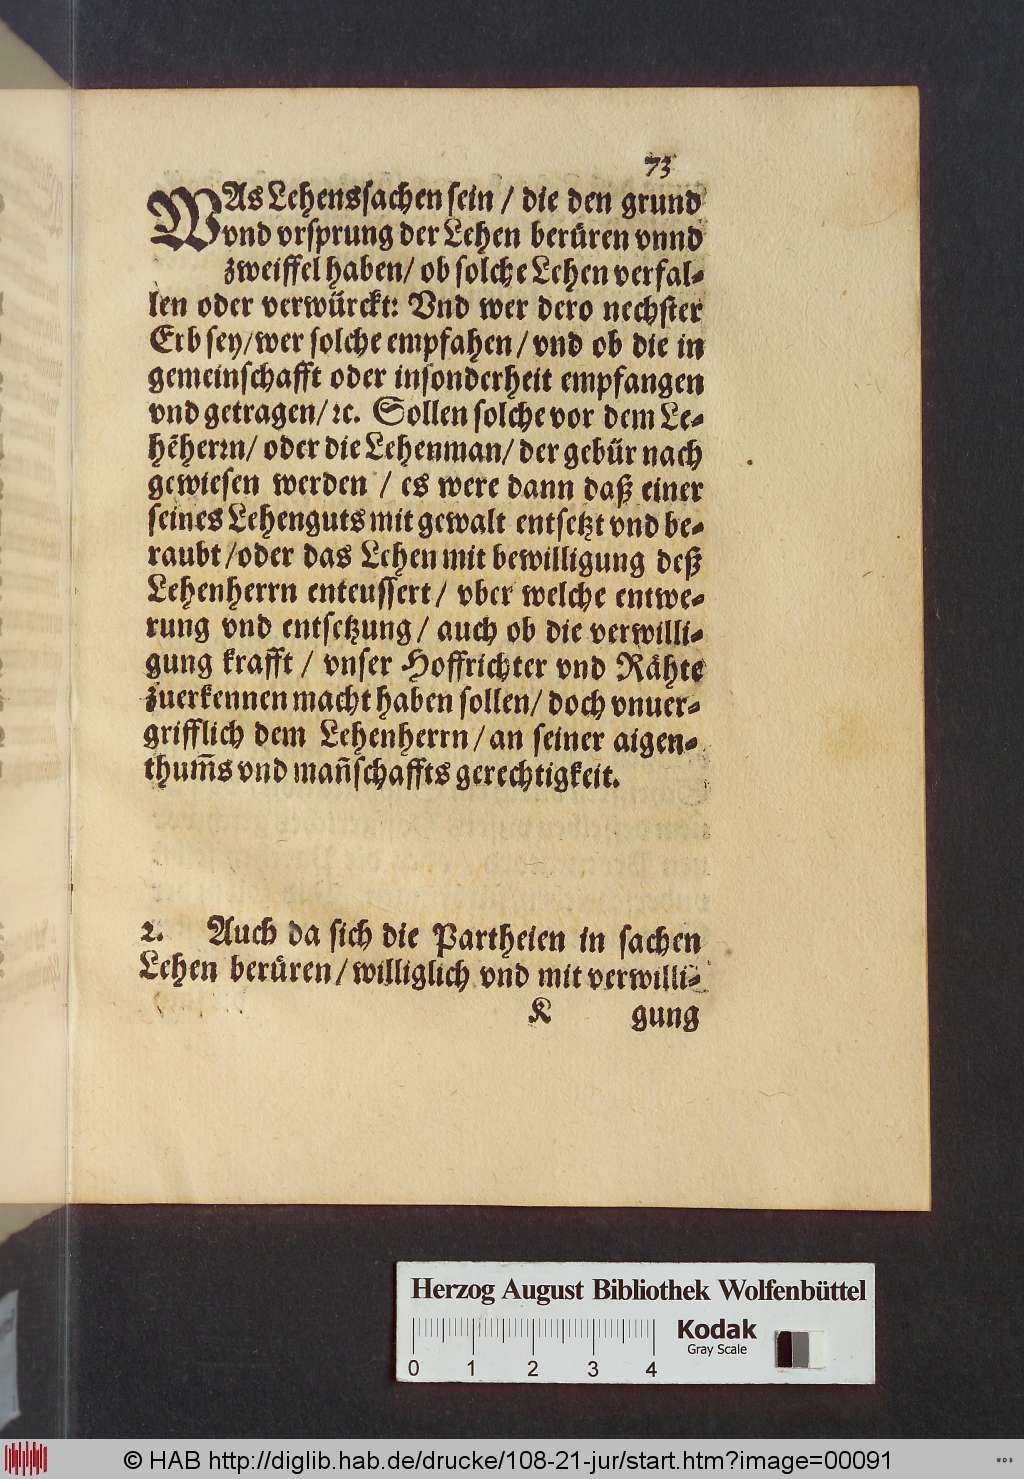 73
WAs Lehenssachen sein / die den grund
vnd vrsprung der Lehen berüren vnnd
zweiffel haben / ob solche Lehen verfal-
len oder verwürckt: Vnd wer dero nechster
Erb sey / wer solche empfahen / vnd ob die in
gemeinschafft oder insonderheit empfangen
vnd getragen / ꝛc. Sollen solche vor dem Le-
hẽherrn / oder die Lehenman / der gebür nach
gewiesen werden / es were dann daß einer
seines Lehenguts mit gewalt entsetzt vnd be-
raubt / oder das Lehen mit bewilligung deß
Lehenherrn enteussert / vber welche entwe-
rung vnd entsetzung / auch ob die verwilli-
gung krafft / vnser Hoffrichter vnd Rähte
zuerkennen macht haben sollen / doch vnuer-
grifflich dem Lehenherrn / an seiner aigen-
thum̃s vnd mañschaffts gerechtigkeit.
2. Auch da sich die Partheien in sachen
Lehen berüren / williglich vnd mit verwilli-
K gung
Herzog August Bibliothek Wolfenbüttel
Kodak
Gray Scale
0 1 2 3 4
© HAB http://diglib.hab.de/drucke/108-21-jur/start.htm?image=00091